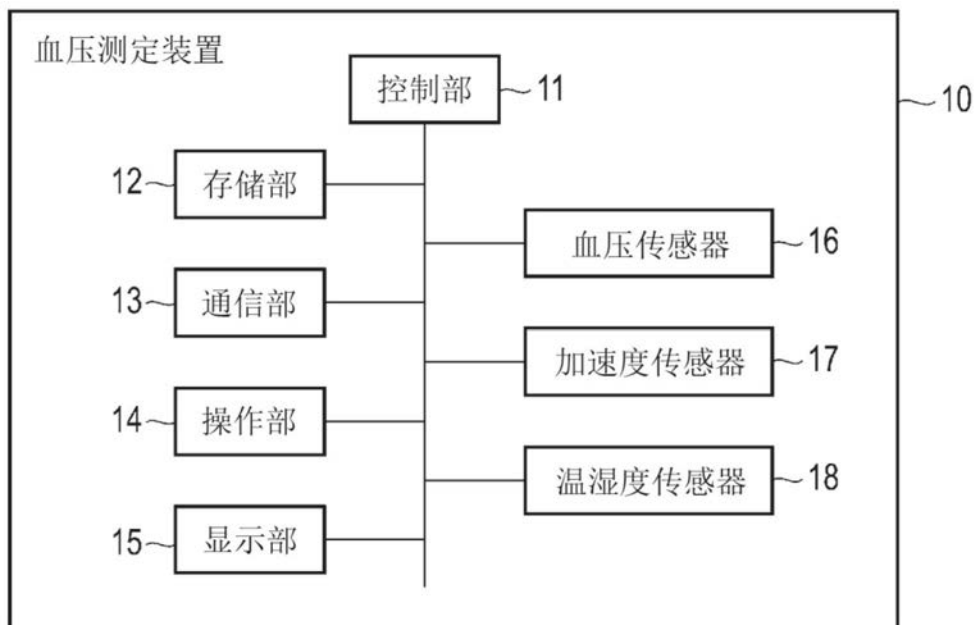 血压测定装置
控制部 11
10
12 存储部
血压传感器 16
13 通信部
加速度传感器 17
14 操作部
温湿度传感器 18
15 显示部